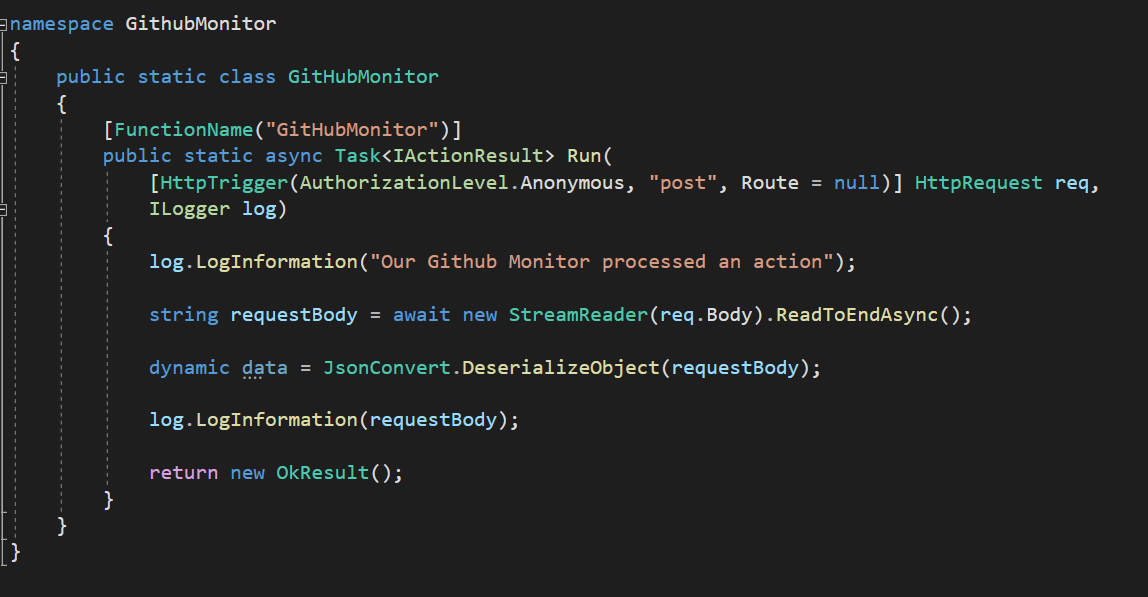 namespace GithubMonitor
{
    public static class GitHubMonitor
    {
        [FunctionName("GitHubMonitor")]
        public static async Task<IActionResult> Run(
            [HttpTrigger(AuthorizationLevel.Anonymous, "post", Route = null)] HttpRequest req,
            ILogger log)
        {
            log.LogInformation("Our Github Monitor processed an action");
            string requestBody = await new StreamReader(req.Body).ReadToEndAsync();
            dynamic data = JsonConvert.DeserializeObject(requestBody);
            log.LogInformation(requestBody);
            return new OkResult();
        }
    }
}